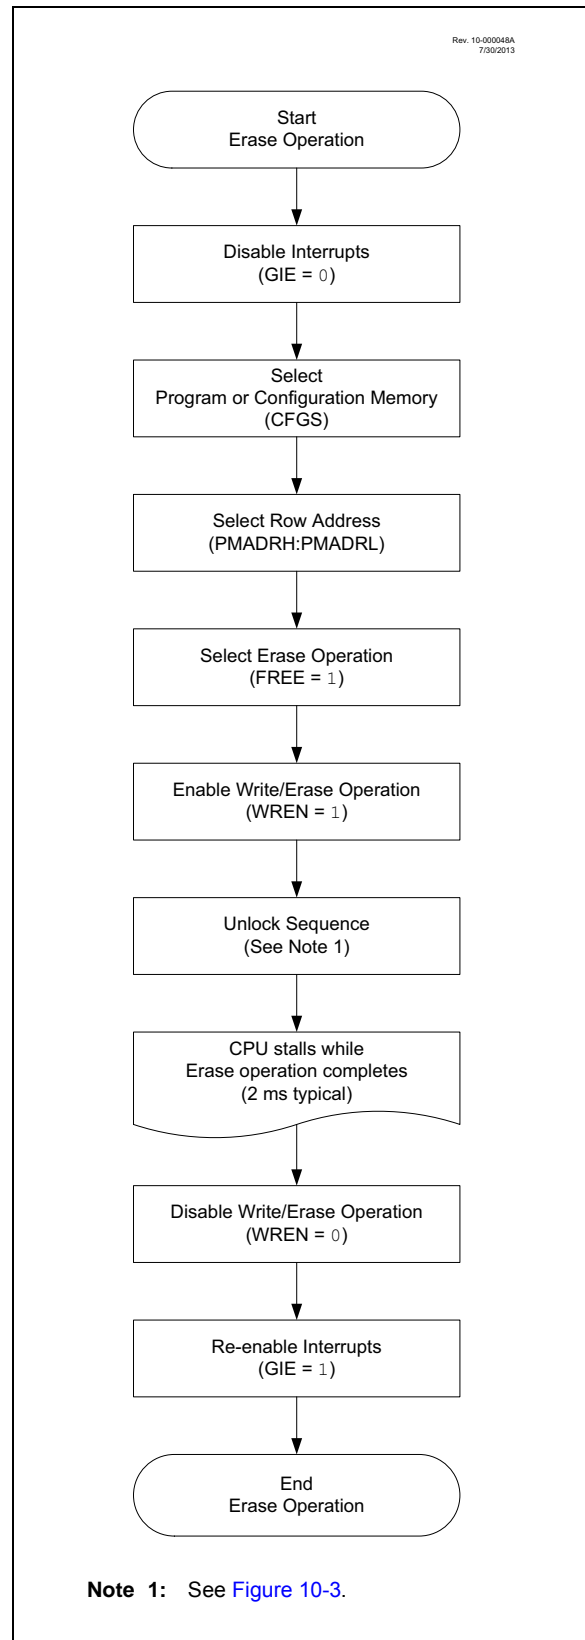 Rev. 10-000048A
7/30/2013
Start
Erase Operation
Disable Interrupts
(GIE = 0)
Select
Program or Configuration Memory
(CFGS)
Select Row Address
(PMADRH:PMADRL)
Select Erase Operation
(FREE = 1)
Enable Write/Erase Operation
(WREN = 1)
Unlock Sequence
(See Note 1)
CPU stalls while
Erase operation completes
(2 ms typical)
Disable Write/Erase Operation
(WREN = 0)
Re-enable Interrupts
(GIE = 1)
End
Erase Operation
Note 1: See Figure 10-3.